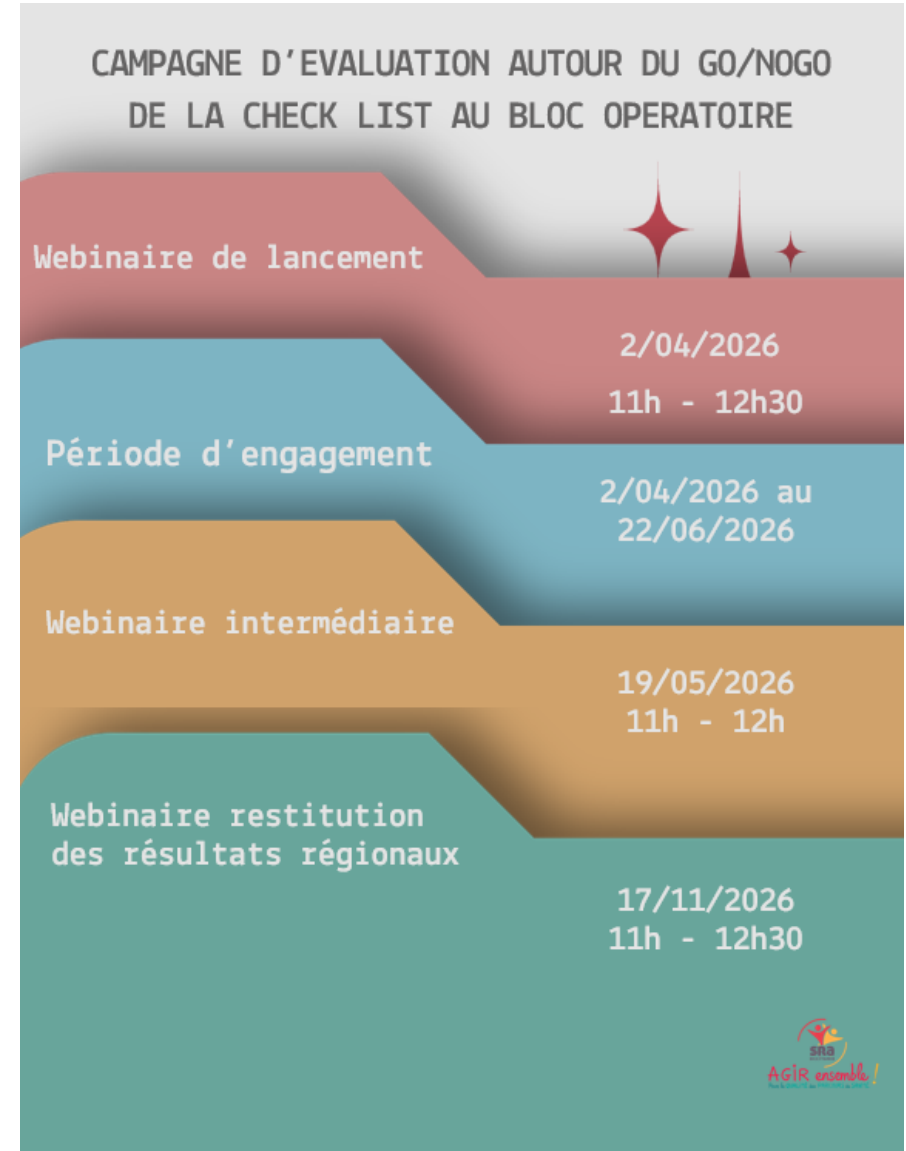 CAMPAGNE D'EVALUATION AUTOUR DU GO/NOGO
DE LA CHECK LIST AU BLOC OPERATOIRE
Webinaire de lancement
2/04/2026
11h - 12h30
Période d'engagement
2/04/2026 au
22/06/2026
Webinaire intermédiaire
19/05/2026
11h - 12h
Webinaire restitution
des résultats régionaux
17/11/2026
11h - 12h30
sna
AGIR ensemble !